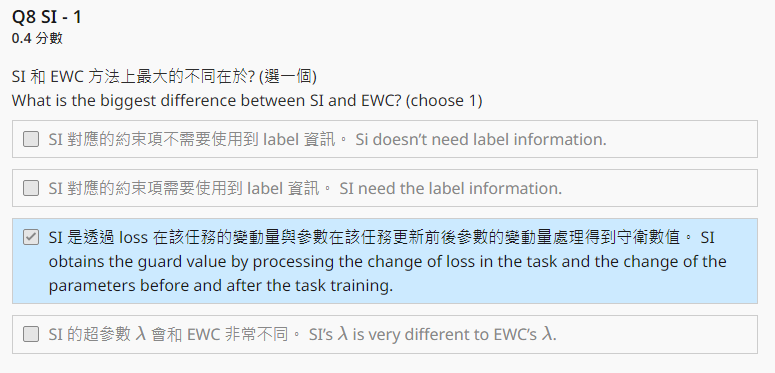 Q8 SI - 1
0.4 分數
SI 和 EWC 方法上最大的不同在於? (選一個)
What is the biggest difference between SI and EWC? (choose 1)
SI 對應的約束項不需要使用到 label 資訊。 Si doesn't need label information.
SI 對應的約束項需要使用到 label 資訊。 SI need the label information.
SI 是透過 loss 在該任務的變動量與參數在該任務更新前後參數的變動量處理得到守衛數值。 SI
obtains the guard value by processing the change of loss in the task and the change of the
parameters before and after the task training.
SI 的超參數 λ 會和 EWC 非常不同。 SI's λ is very different to EWC's λ.